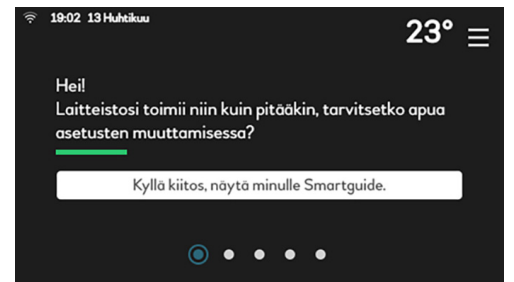 19:02 13 Huhtikuu
23°
Hei!
Laitteistosi toimii niin kuin pitääkin, tarvitsetko apua
asetusten muuttamisessa?
Kyllä kiitos, näytä minulle Smartguide.